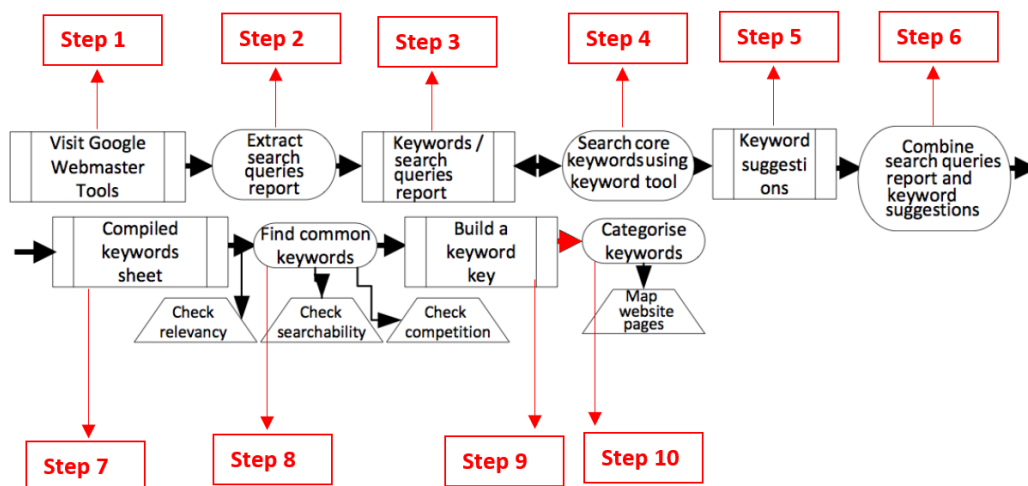 Step 1
Step 2
Step 3
Step 4
Step 5
Step 6
Visit Google
Webmaster
Tools
Extract
search
queries
report
Keywords /
search
queries
report
Search core
keywords using
keyword tool
Keyword
suggesti
ons
Combine
search queries
report and
keyword
suggestions
Compiled
keywords
sheet
Find common
keywords
Build a
keyword
key
Categorise
keywords
Check
relevancy
Check
searchability
Check
competition
Map
website
pages
Step 7
Step 8
Step 9
Step 10